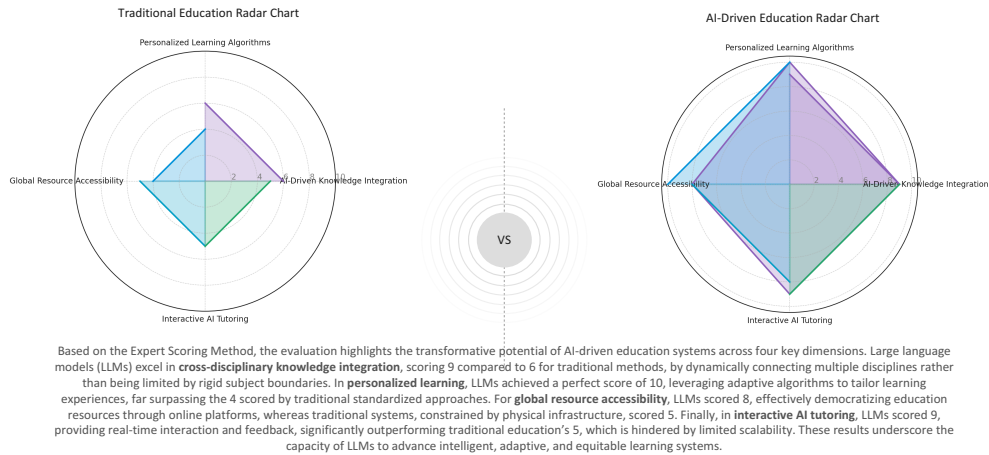 Traditional Education Radar Chart
AI-Driven Education Radar Chart
Personalized Learning Algorithms
Global Resource Accessibility
2 4 6 8 10
AI-Driven Knowledge Integration
Interactive AI Tutoring
VS
Personalized Learning Algorithms
Global Resource Accessibility
2 4 6 8 10
AI-Driven Knowledge Integration
Interactive AI Tutoring
Based on the Expert Scoring Method, the evaluation highlights the transformative potential of AI-driven education systems across four key dimensions. Large language
models (LLMs) excel in cross-disciplinary knowledge integration, scoring 9 compared to 6 for traditional methods, by dynamically connecting multiple disciplines rather
than being limited by rigid subject boundaries. In personalized learning, LLMs achieved a perfect score of 10, leveraging adaptive algorithms to tailor learning
experiences, far surpassing the 4 scored by traditional standardized approaches. For global resource accessibility, LLMs scored 8, effectively democratizing education
resources through online platforms, whereas traditional systems, constrained by physical infrastructure, scored 5. Finally, in interactive AI tutoring, LLMs scored 9,
providing real-time interaction and feedback, significantly outperforming traditional education's 5, which is hindered by limited scalability. These results underscore the
capacity of LLMs to advance intelligent, adaptive, and equitable learning systems.